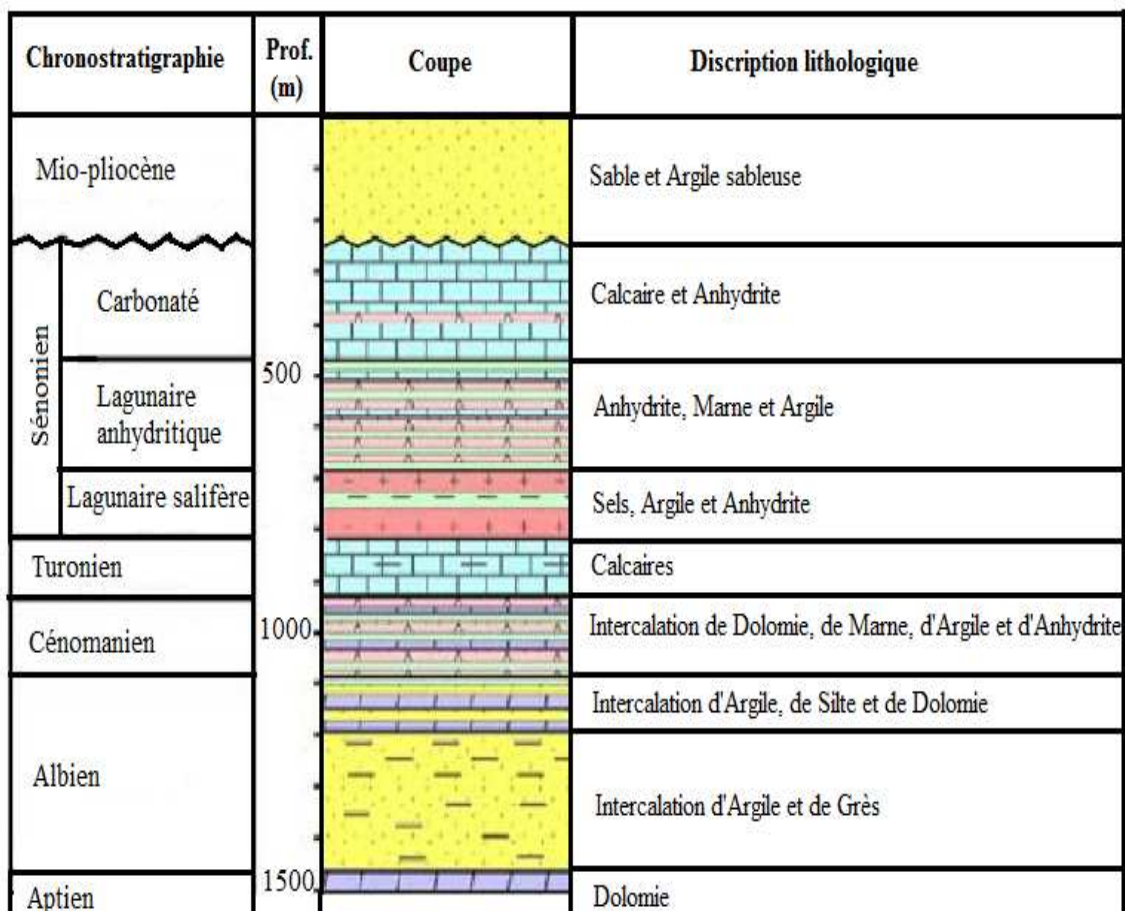 Chronostratigraphie
Prof.
(m)
Coupe
Discription lithologique
Mio-pliocène
Sable et Argile sableuse
Sénonien
Carbonaté
Calcaire et Anhydrite
500
Lagunaire
anhydritique
Anhydrite, Marne et Argile
Lagunaire salifère
Sels, Argile et Anhydrite
Turonien
Calcaires
Cénomanien
1000
Intercalation de Dolomie, de Marne, d'Argile et d'Anhydrite
Albien
Intercalation d'Argile, de Silte et de Dolomie
Intercalation d'Argile et de Grès
1500
Aptien
Dolomie